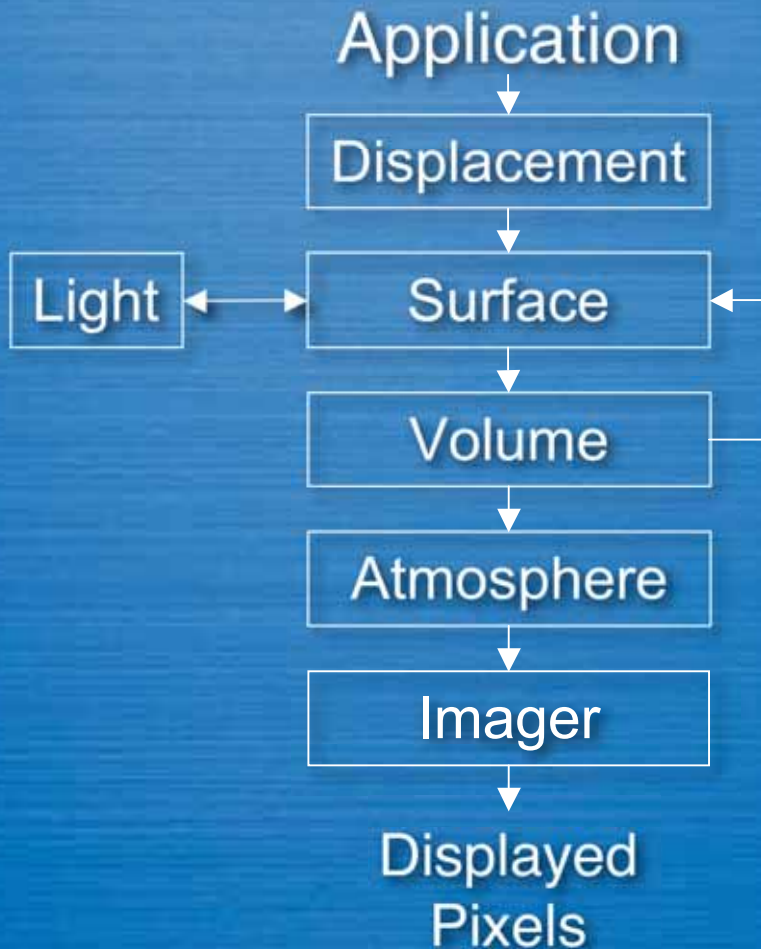 Application
Displacement
Light
Surface
Volume
Atmosphere
Imager
Displayed
Pixels